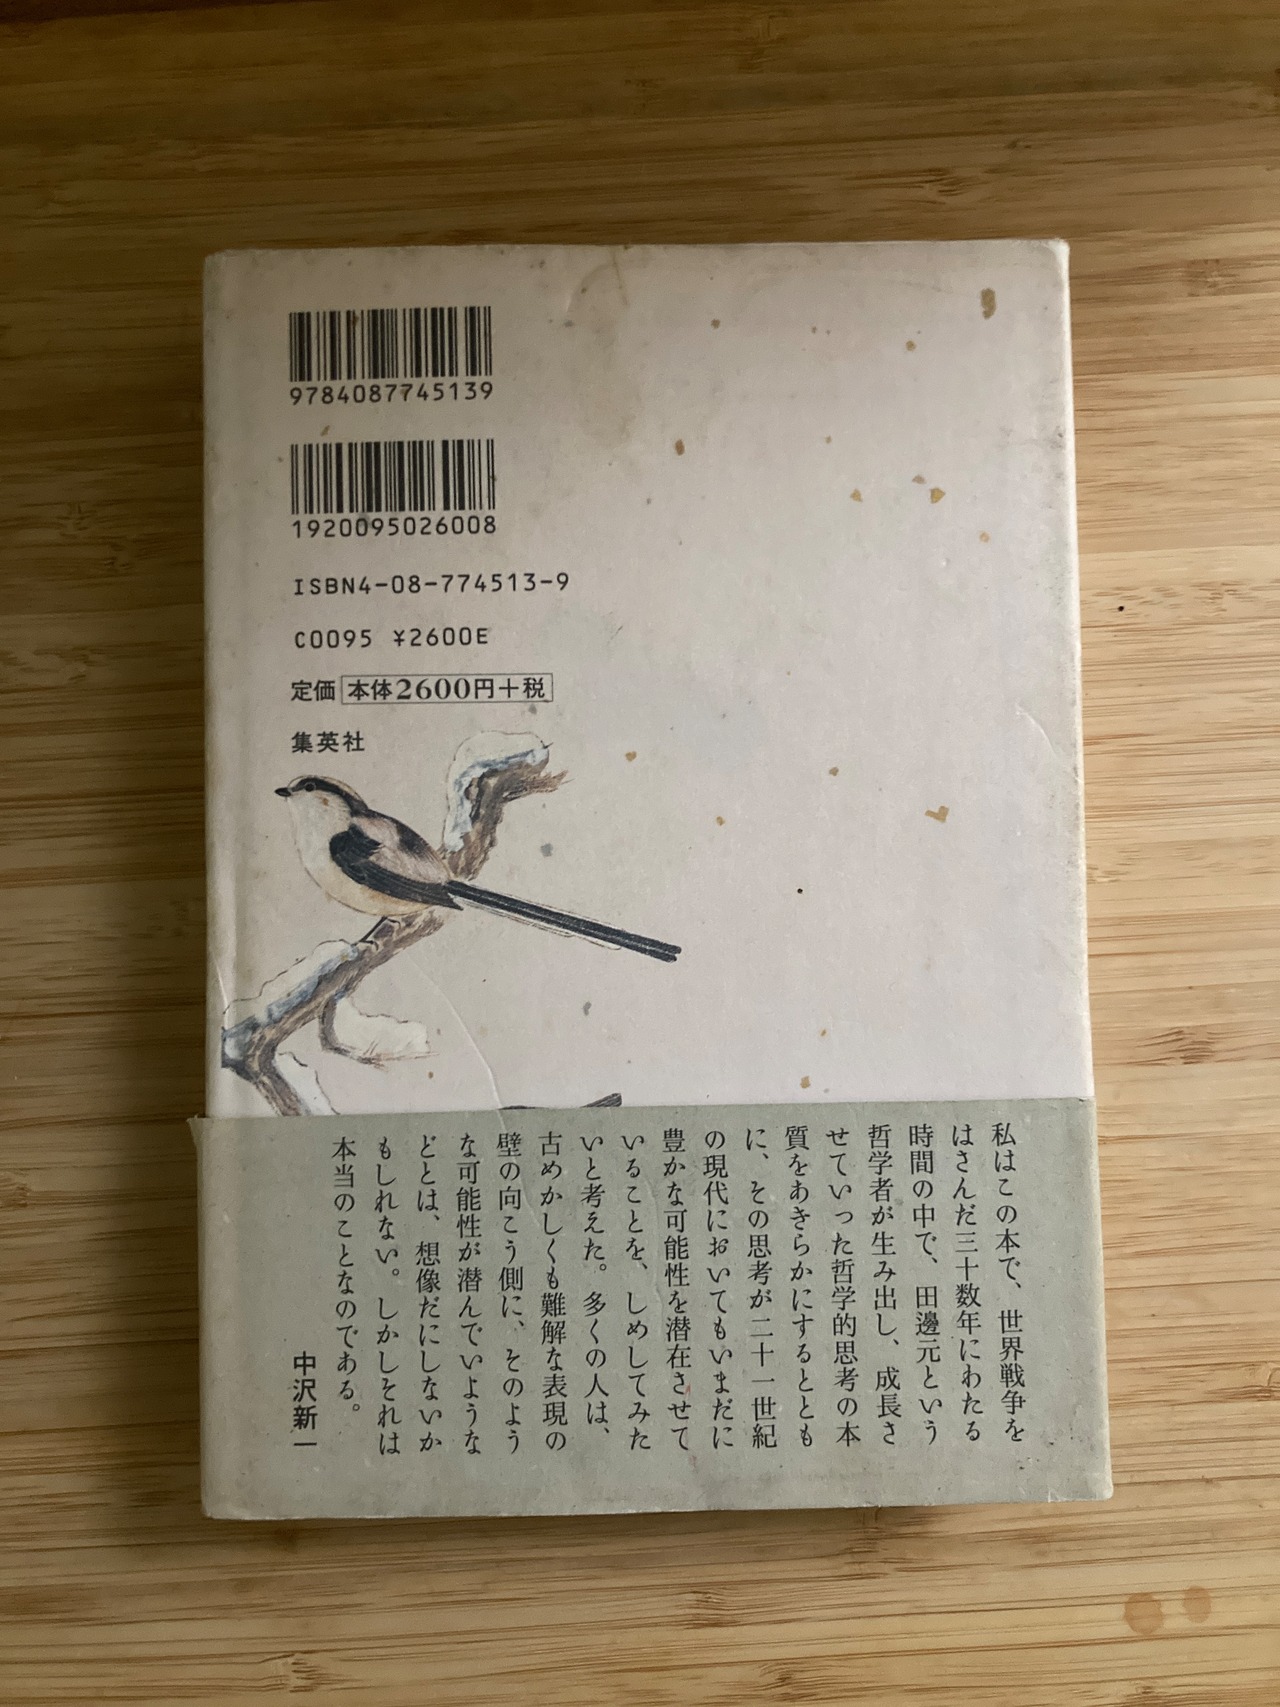 9784087745139
1920095026008
ISBN4-08-774513-9
C0095 ¥2600E
定価 本体2600円+税
集英社
私はこの本で、世界戦争を
はさんだ三十数年にわたる
時間の中で、田邊元という
哲学者が生み出し、成長さ
せていった哲学的思考の本
質をあきらかにするととも
に、その思考が二十一世紀
の現代においてもいまだに
豊かな可能性を潜在させて
いることを、しめしてみた
いと考えた。多くの人は、
古めかしくも難解な表現の
壁の向こう側に、そのよう
な可能性が潜んでいような
どとは、想像だにしないか
もしれない。しかしそれは
本当のことなのである。
中沢新一